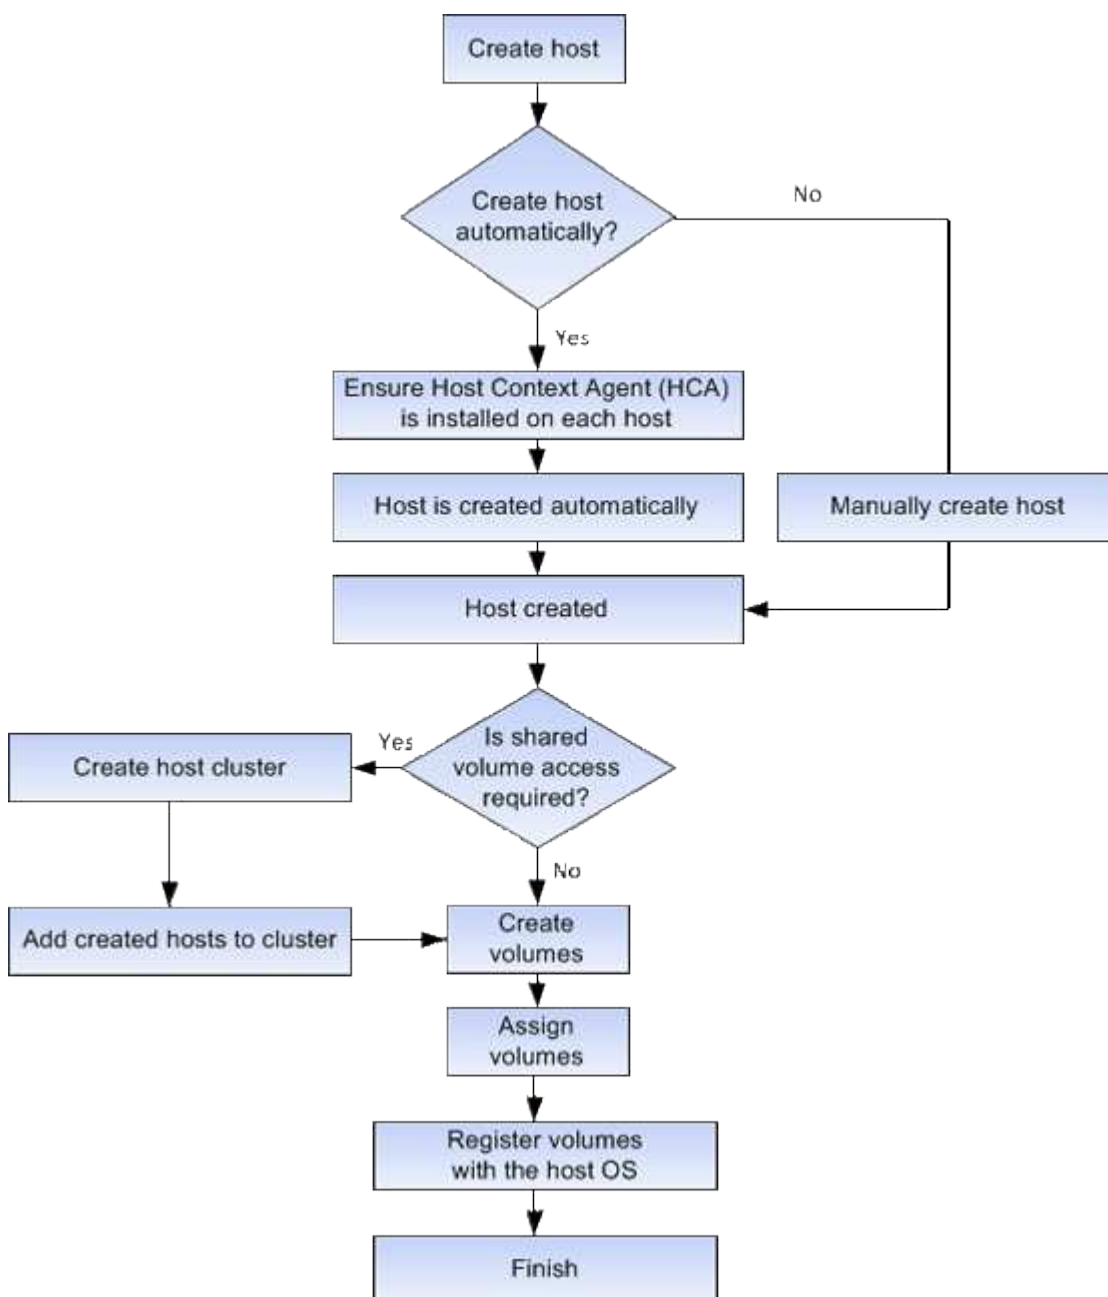 Create host
Create host
automatically?
No
Yes
Ensure Host Context Agent (HCA)
is installed on each host
Host is created automatically
Manually create host
Host created
Is shared
volume access
required?
Yes
Create host cluster
No
Add created hosts to cluster
Create
volumes
Assign
volumes
Register volumes
with the host OS
Finish